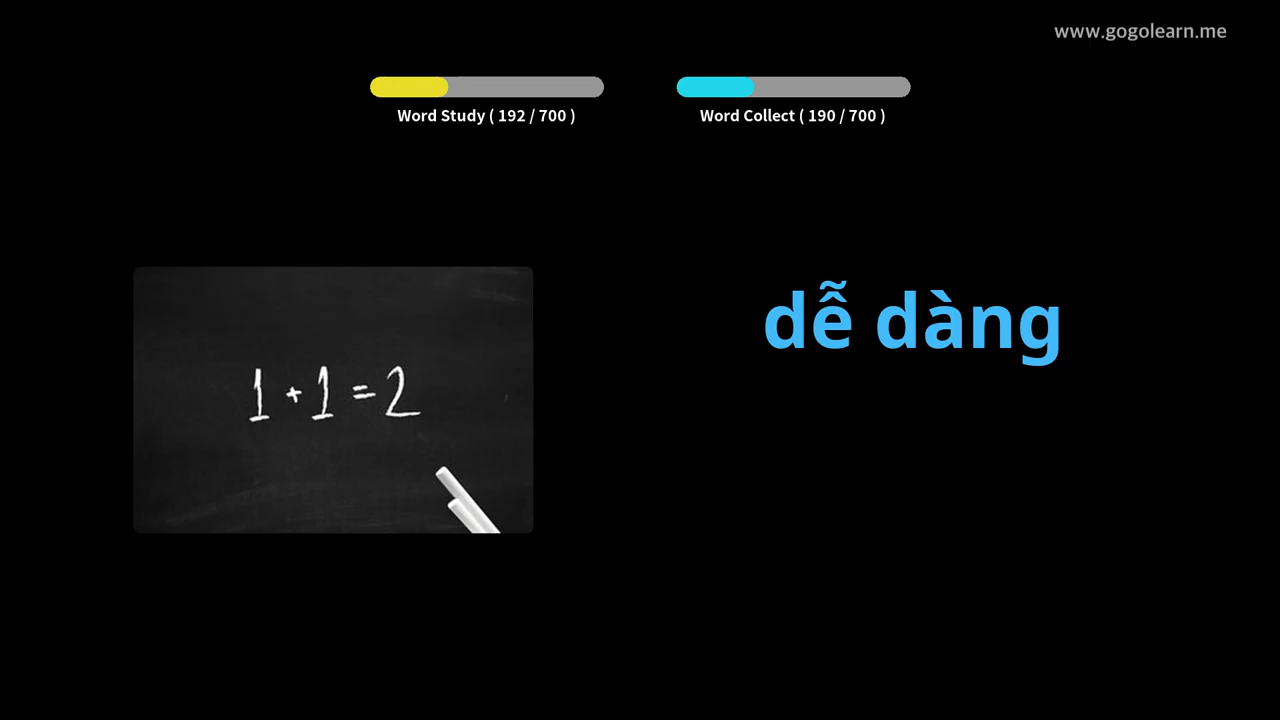 www.gogolearn.me
Word Study ( 192 / 700 )
Word Collect ( 190 / 700 )
dễ dàng
1 + 1 = 2